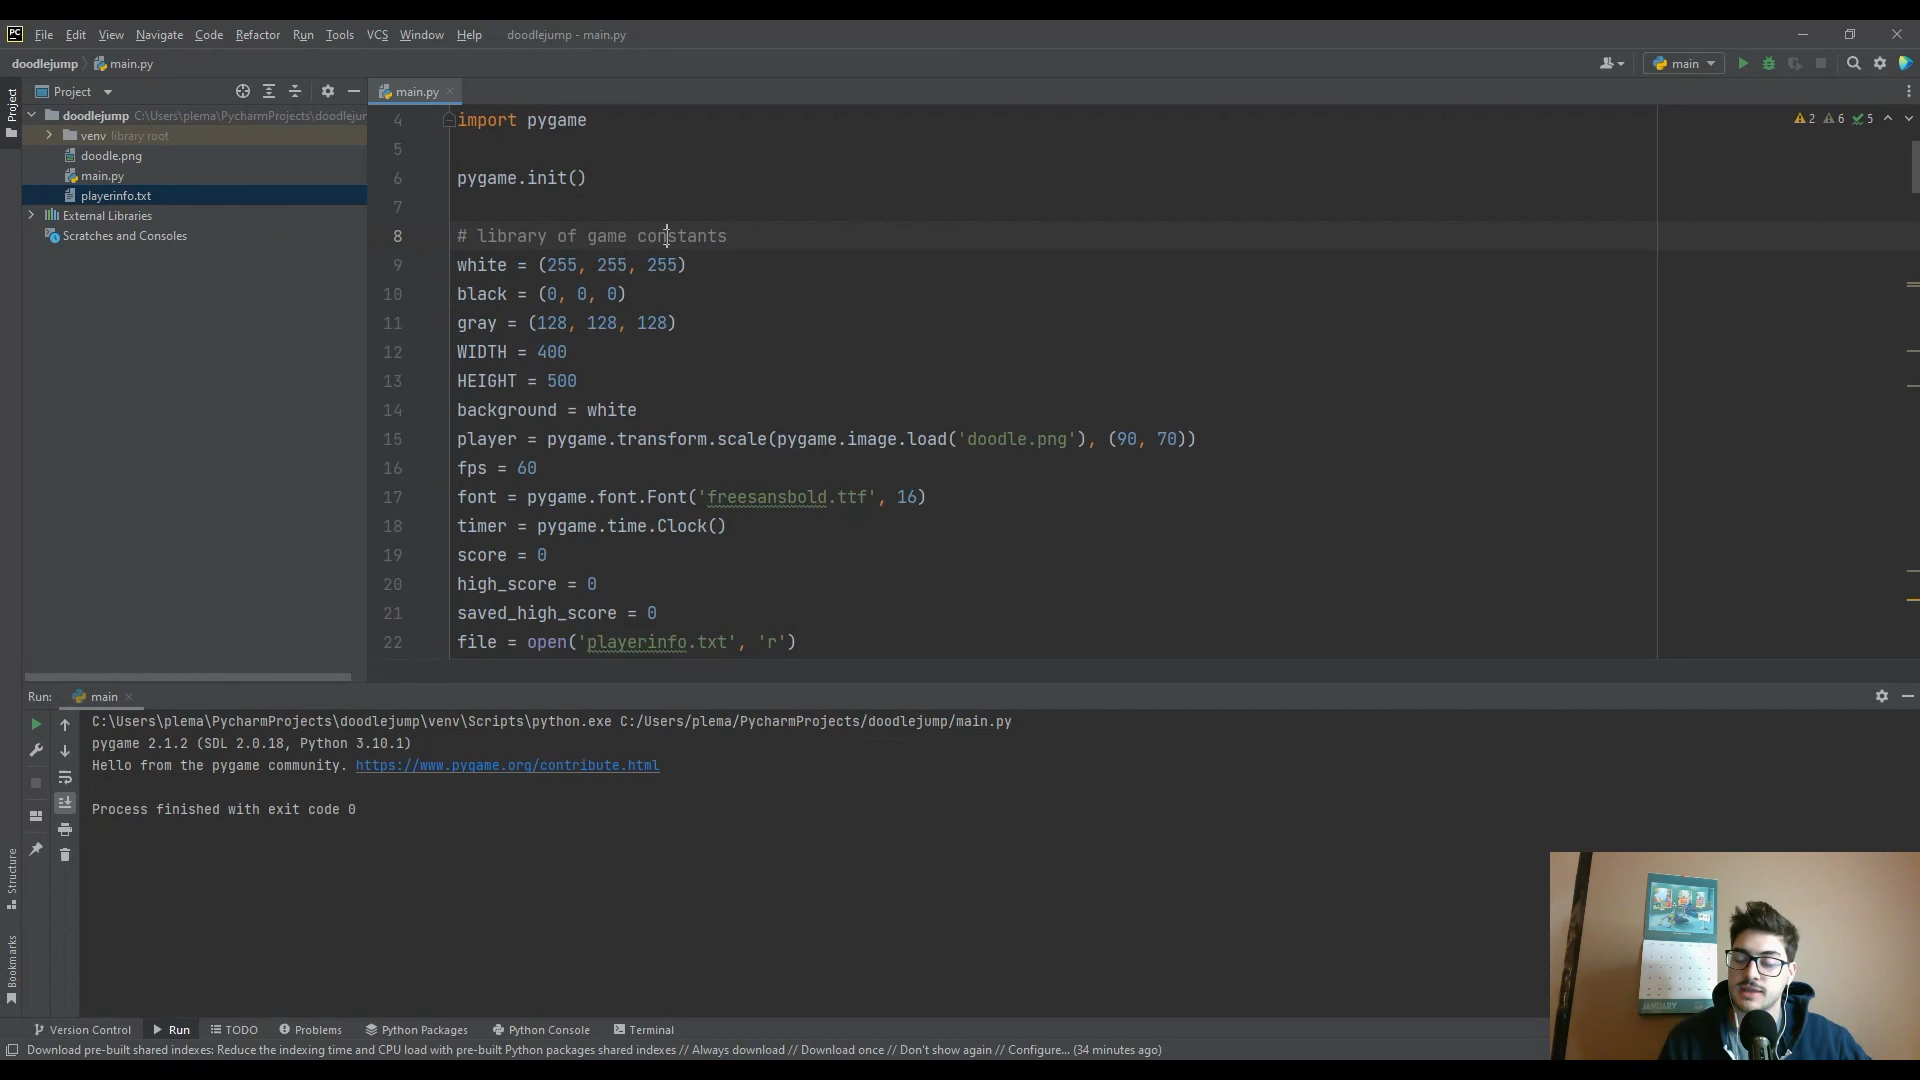 PC File Edit View Navigate Code Refactor Run Tools VCS Window Help doodlejump - main.py
doodlejump main.py main
Project main.py
doodlejump C:\Users\plema\PycharmProjects\doodlejur
venv library root
doodle.png
main.py
playerinfo.txt
External Libraries
Scratches and Consoles
Project
Structure
Bookmarks
2 6 5
4 import pygame
5
6 pygame.init()
7
8 # library of game constants
9 white = (255, 255, 255)
10 black = (0, 0, 0)
11 gray = (128, 128, 128)
12 WIDTH = 400
13 HEIGHT = 500
14 background = white
15 player = pygame.transform.scale(pygame.image.load('doodle.png'), (90, 70))
16 fps = 60
17 font = pygame.font.Font('freesansbold.ttf', 16)
18 timer = pygame.time.Clock()
19 score = 0
20 high_score = 0
21 saved_high_score = 0
22 file = open('playerinfo.txt', 'r')
Run: main
C:\Users\plema\PycharmProjects\doodlejump\venv\Scripts\python.exe C:/Users/plema/PycharmProjects/doodlejump/main.py
pygame 2.1.2 (SDL 2.0.18, Python 3.10.1)
Hello from the pygame community. https://www.pygame.org/contribute.html
Process finished with exit code 0
JANUARY
Version Control Run TODO Problems Python Packages Python Console Terminal
Download pre-built shared indexes: Reduce the indexing time and CPU load with pre-built Python packages shared indexes // Always download // Download once // Don't show again // Configure... (34 minutes ago)